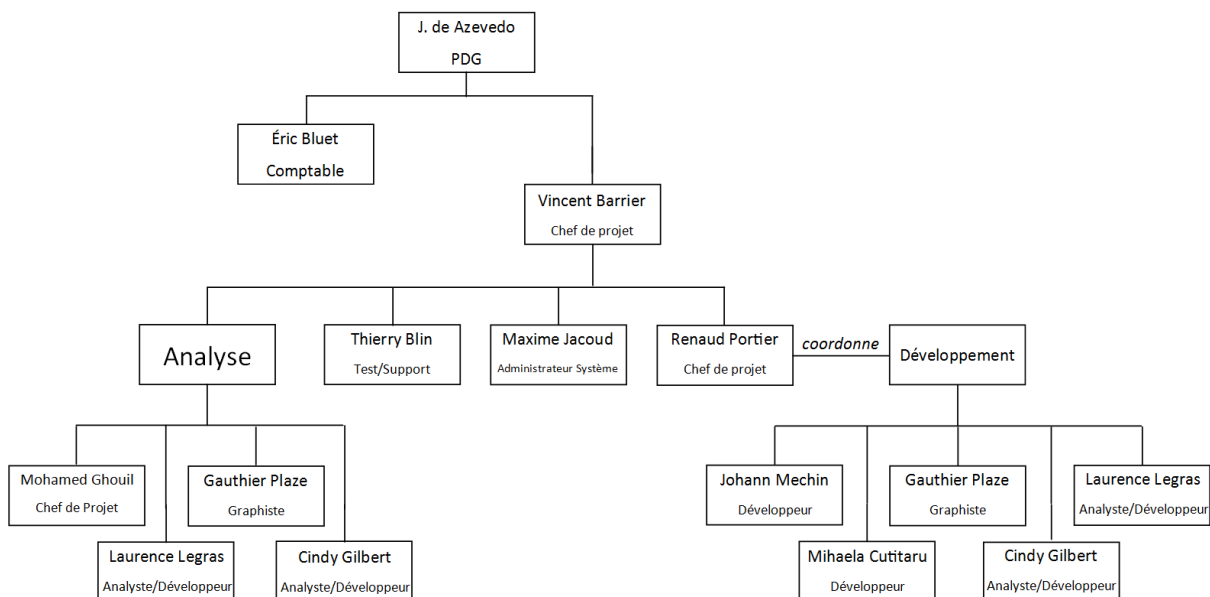 J. de Azevedo
PDG
Éric Bluet
Comptable
Vincent Barrier
Chef de projet
Analyse
Thierry Blin
Test/Support
Maxime Jacoud
Administrateur Système
Renaud Portier
Chef de projet
coordonne
Développement
Mohamed Ghouil
Chef de Projet
Gauthier Plaze
Graphiste
Laurence Legras
Analyste/Développeur
Cindy Gilbert
Analyste/Développeur
Johann Mechin
Développeur
Gauthier Plaze
Graphiste
Laurence Legras
Analyste/Développeur
Mihaela Cutitaru
Développeur
Cindy Gilbert
Analyste/Développeur